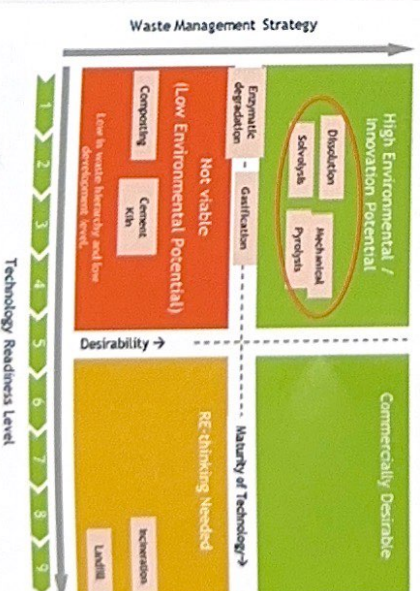 Waste Management Strategy
High Environmental /
Innovation Potential
Dissolution
Solvolysis
Mechanical
Pyrolysis
Commercially Desirable
Enzymatic
degradation
Gasification
Maturity of Technology→
Not viable
(Low Environmental Potential)
Composting
Cement
Kiln
Low in waste hierarchy and low
development level.
Desirability →
RE-thinking Needed
Incineration
Landfill
1
2
3
4
5
6
7
8
9
Technology Readiness Level